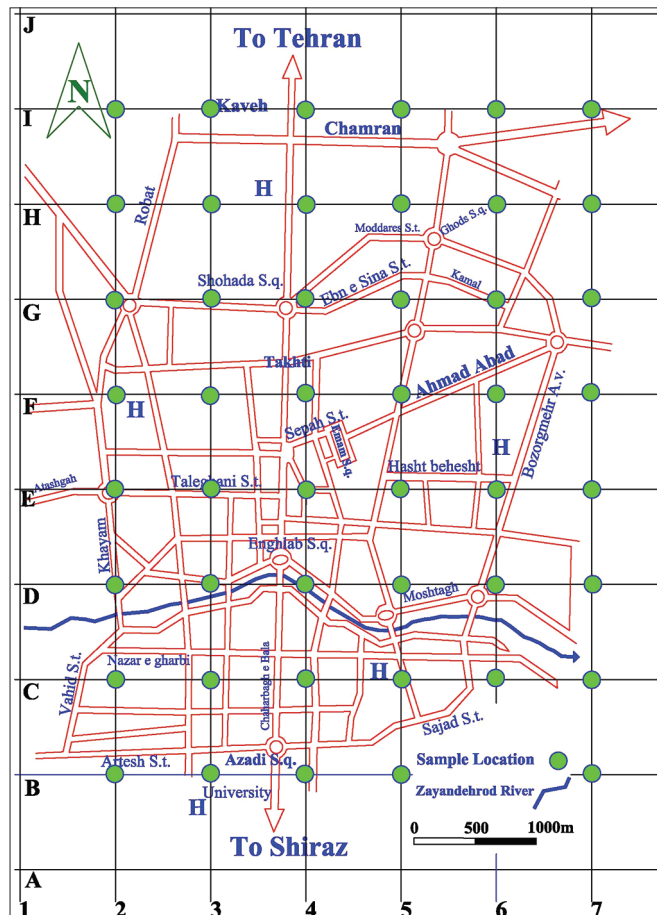 J
To Tehran
N
I
Kaveh
Chamran
H
Robat
H
Moddares S.t.
Ghods S.q.
Shohada S.q.
Ebn e Sina S.t.
Kamal
G
Takhti
Ahmad Abad
F
H
Sepah S.t.
Emam S.q.
H
Bozorgmehr A.v.
Hasht behesht
Atashgah
E
Taleghani S.t.
Khayam
Enghlab S.q.
D
Moshtagh
Nazar e gharbi
Chaharbagh e Bala
H
C
Vahid S.t.
Sajad S.t.
Artesh S.t.
Azadi S.q.
Sample Location
B
H
University
Zayandehrod River
To Shiraz
0 500 1000m
A
1 2 3 4 5 6 7